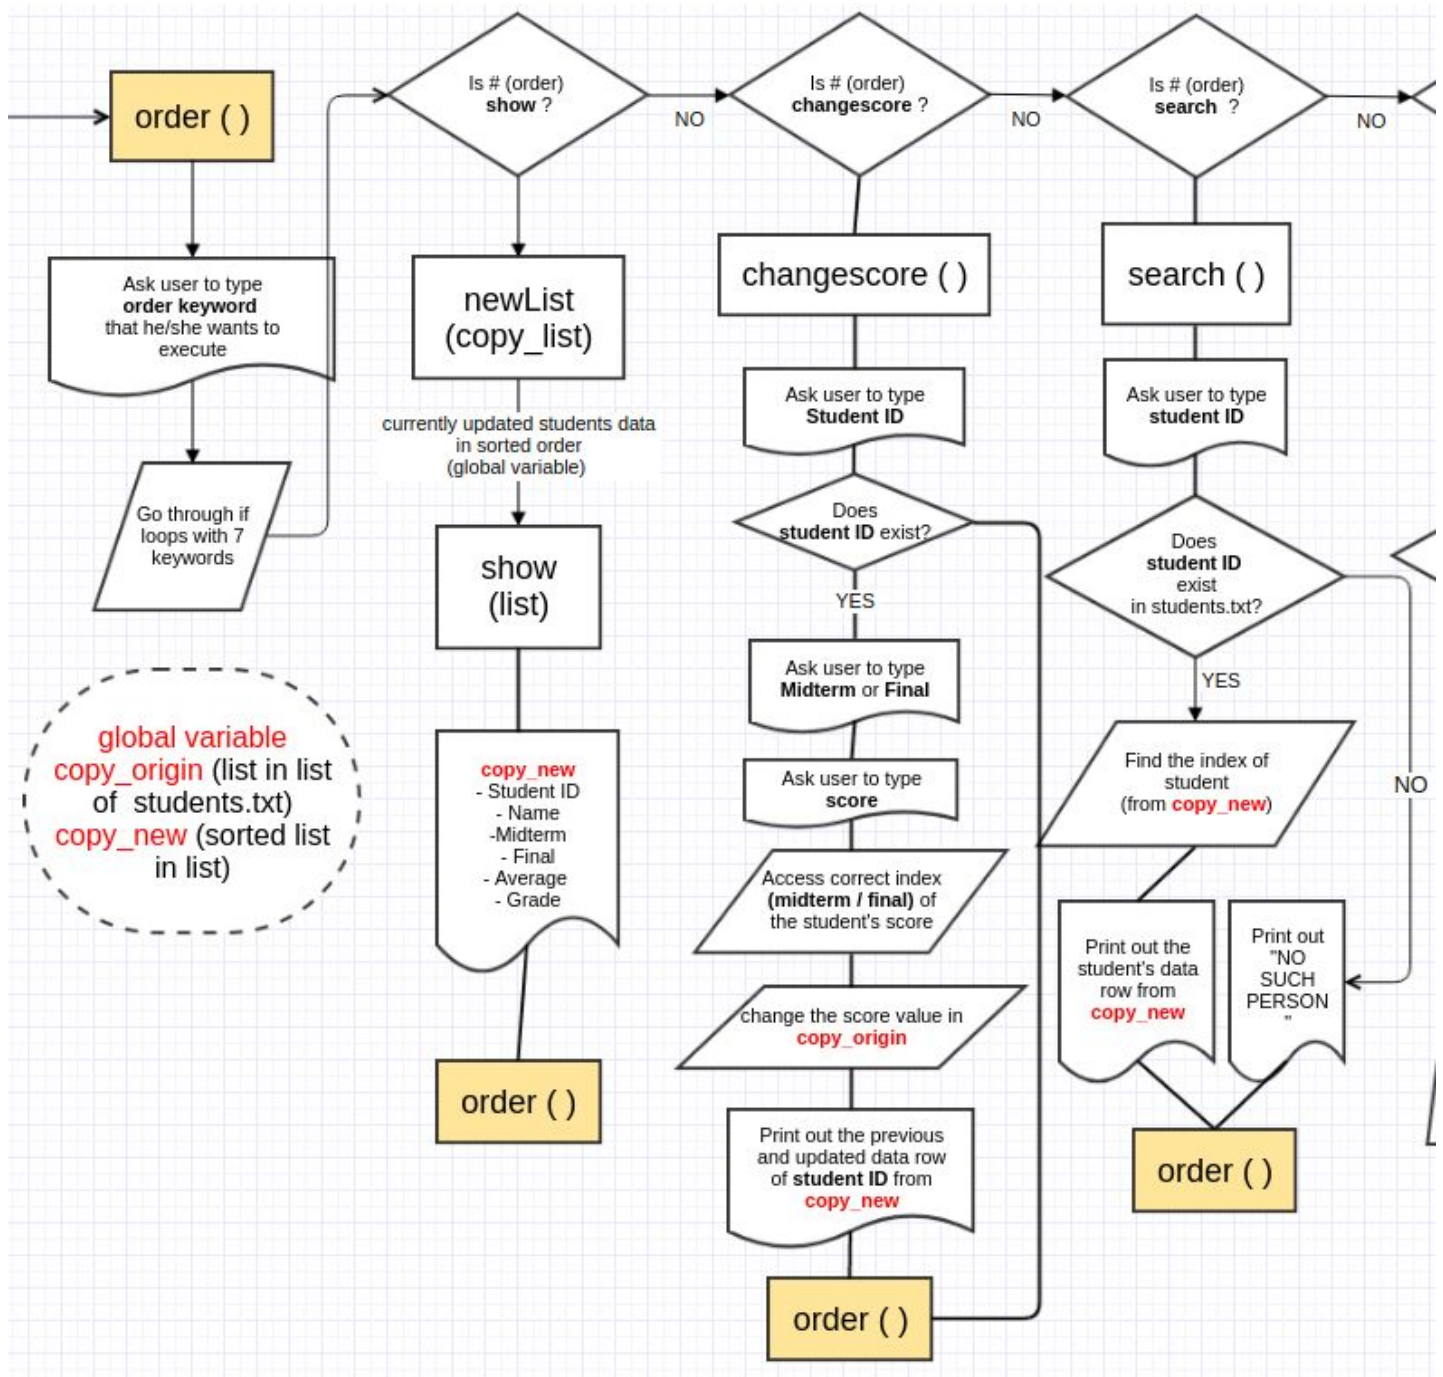 order ( )
Ask user to type
order keyword
that he/she wants to
execute
Go through if
loops with 7
keywords
global variable
copy_origin (list in list
of students.txt)
copy_new (sorted list
in list)
Is # (order)
show ?
NO
newList
(copy_list)
currently updated students data
in sorted order
(global variable)
show
(list)
copy_new
- Student ID
- Name
-Midterm
- Final
- Average
- Grade
order ( )
Is # (order)
changescore ?
NO
changescore ( )
Ask user to type
Student ID
Does
student ID exist?
YES
Ask user to type
Midterm or Final
Ask user to type
score
Access correct index
(midterm / final) of
the student's score
change the score value in
copy_origin
Print out the previous
and updated data row
of student ID from
copy_new
order ( )
Is # (order)
search ?
NO
search ( )
Ask user to type
student ID
Does
student ID
exist
in students.txt?
YES
NO
Find the index of
student
(from copy_new)
Print out the
student's data
row from
copy_new
Print out
"NO
SUCH
PERSON
"
order ( )